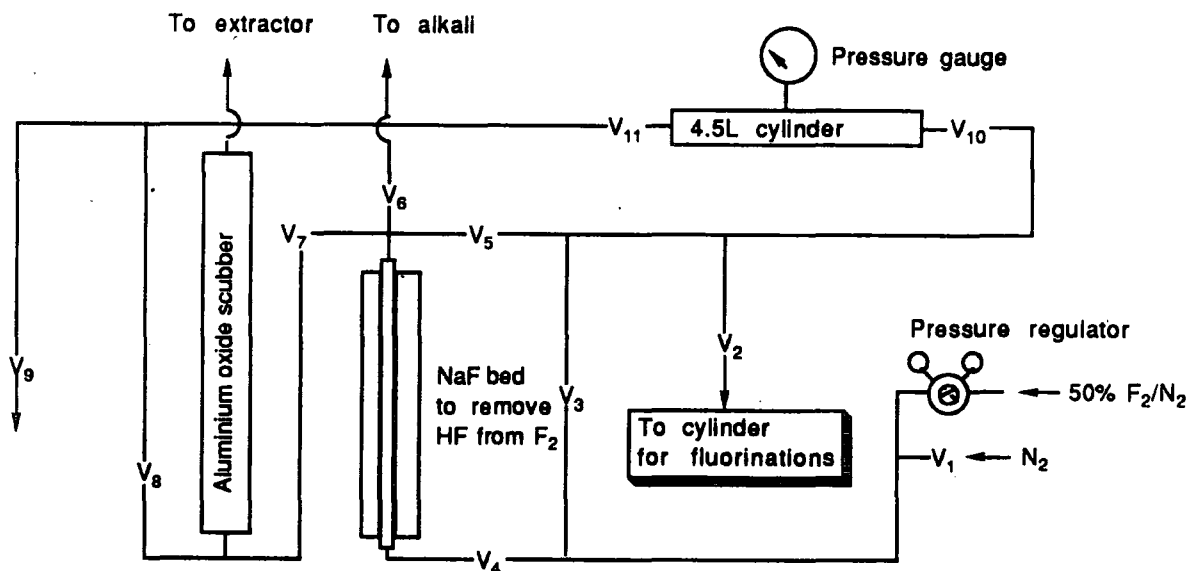 To extractor
To alkali
Pressure gauge
V₁₁
4.5L cylinder
V₁₀
V₆
V₇
V₅
Aluminium oxide scubber
Pressure regulator
V₂
V₉
NaF bed
to remove
HF from F₂
V₃
50% F₂/N₂
To cylinder
for fluorinations
V₁
N₂
V₈
V₄